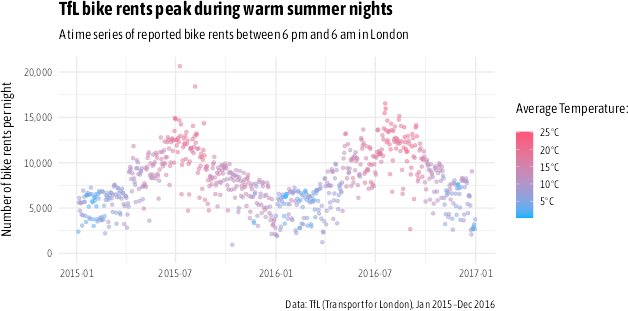 TfL bike rents peak during warm summer nights
A time series of reported bike rents between 6 pm and 6 am in London
Number of bike rents per night
20,000
15,000
10,000
5,000
0
2015-01
2015-07
2016-01
2016-07
2017-01
Average Temperature:
25°C
20°C
15°C
10°C
5°C
Data: TfL (Transport for London), Jan 2015–Dec 2016